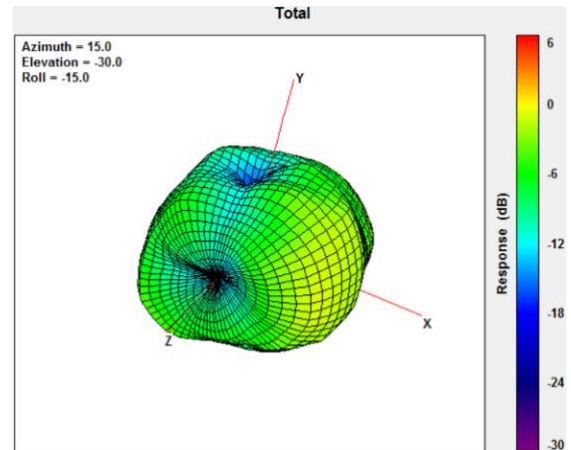 Total
Azimuth = 15.0
Elevation = -30.0
Roll = -15.0
Y
X
Z
Response (dB)
6
0
-6
-12
-18
-24
-30